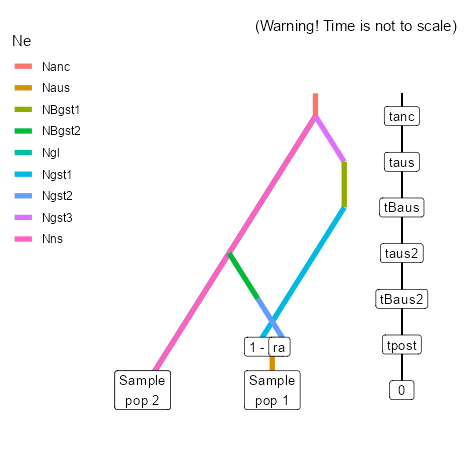 (Warning! Time is not to scale)
Ne
Nanc
Naus
NBgst1
NBgst2
Ngl
Ngst1
Ngst2
Ngst3
Nns
tanc
taus
tBaus
taus2
tBaus2
tpost
0
1 - ra
Sample
pop 2
Sample
pop 1